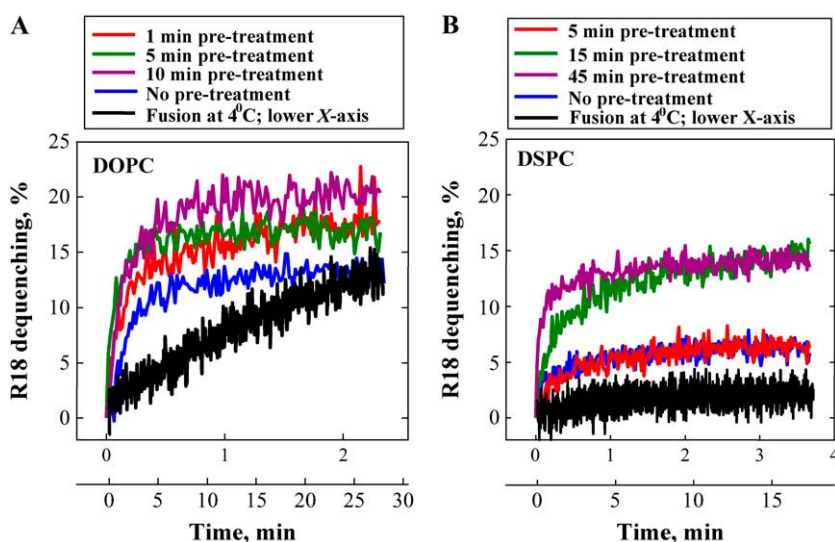 A
1 min pre-treatment
5 min pre-treatment
10 min pre-treatment
No pre-treatment
Fusion at 4⁰C; lower X-axis
25
20
15
10
5
0
R18 dequenching, %
DOPC
0 1 2
0 5 10 15 20 25 30
Time, min
B
5 min pre-treatment
15 min pre-treatment
45 min pre-treatment
No pre-treatment
Fusion at 4⁰C; lower X-axis
25
20
15
10
5
0
R18 dequenching, %
DSPC
0 1 2 3 4
0 5 10 15
Time, min